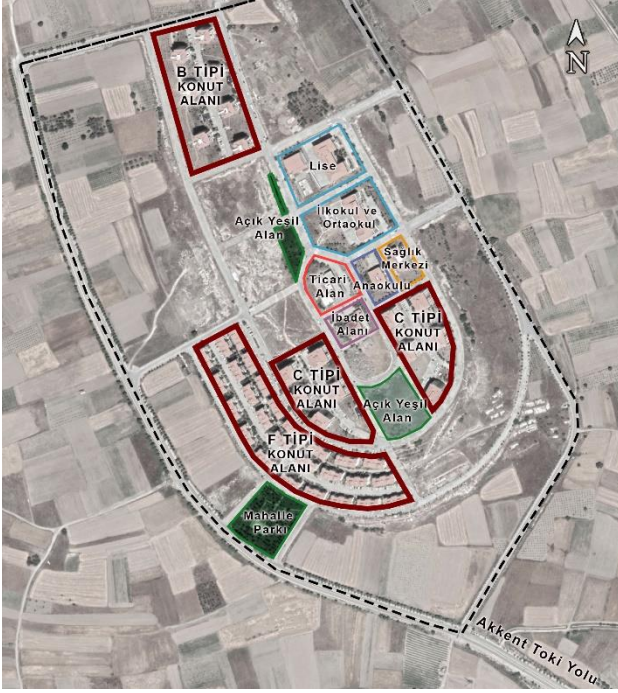 N
B TİPİ
KONUT
ALANI
Lise
İlkokul ve
Ortaokul
Açık Yeşil
Alan
Sağlık
Merkezi
Anaokulu
Ticari
Alan
İbadet
Alanı
C TİPİ
KONUT
ALANI
C TİPİ
KONUT
ALANI
Açık Yeşil
Alan
F TİPİ
KONUT
ALANI
Mahalle
Parkı
Akkent Toki Yolu